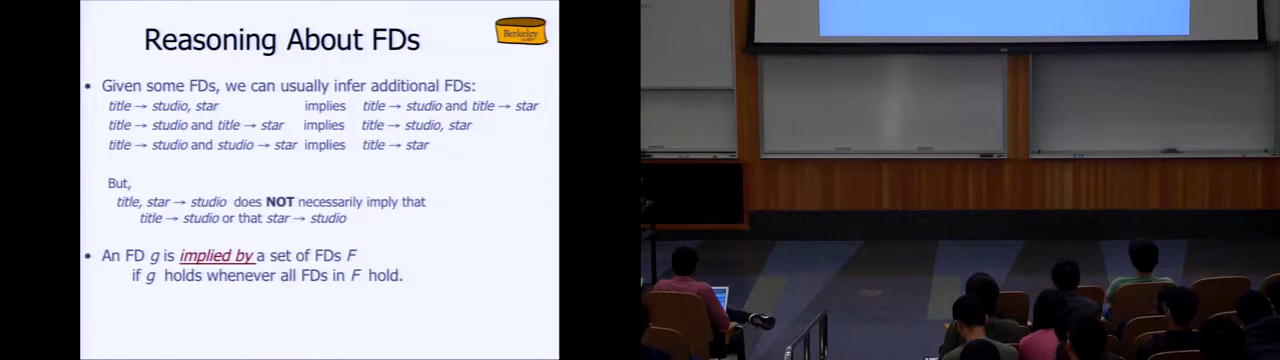 Reasoning About FDs
Berkeley
• Given some FDs, we can usually infer additional FDs:
title → studio, star implies title → studio and title → star
title → studio and title → star implies title → studio, star
title → studio and studio → star implies title → star
But,
title, star → studio does NOT necessarily imply that
title → studio or that star → studio
• An FD g is implied by a set of FDs F
if g holds whenever all FDs in F hold.